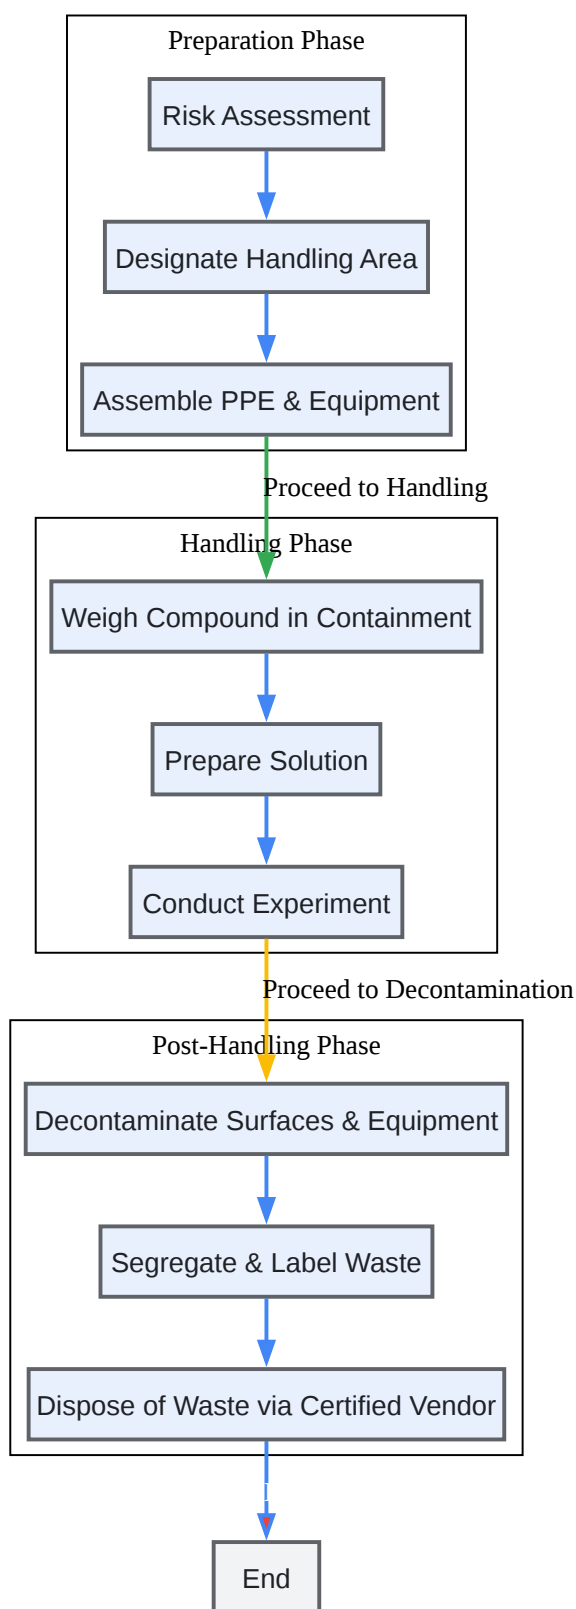 Preparation Phase
Risk Assessment
Designate Handling Area
Assemble PPE & Equipment
Proceed to Handling
Handling Phase
Weigh Compound in Containment
Prepare Solution
Conduct Experiment
Proceed to Decontamination
Post-Handling Phase
Decontaminate Surfaces & Equipment
Segregate & Label Waste
Dispose of Waste via Certified Vendor
End